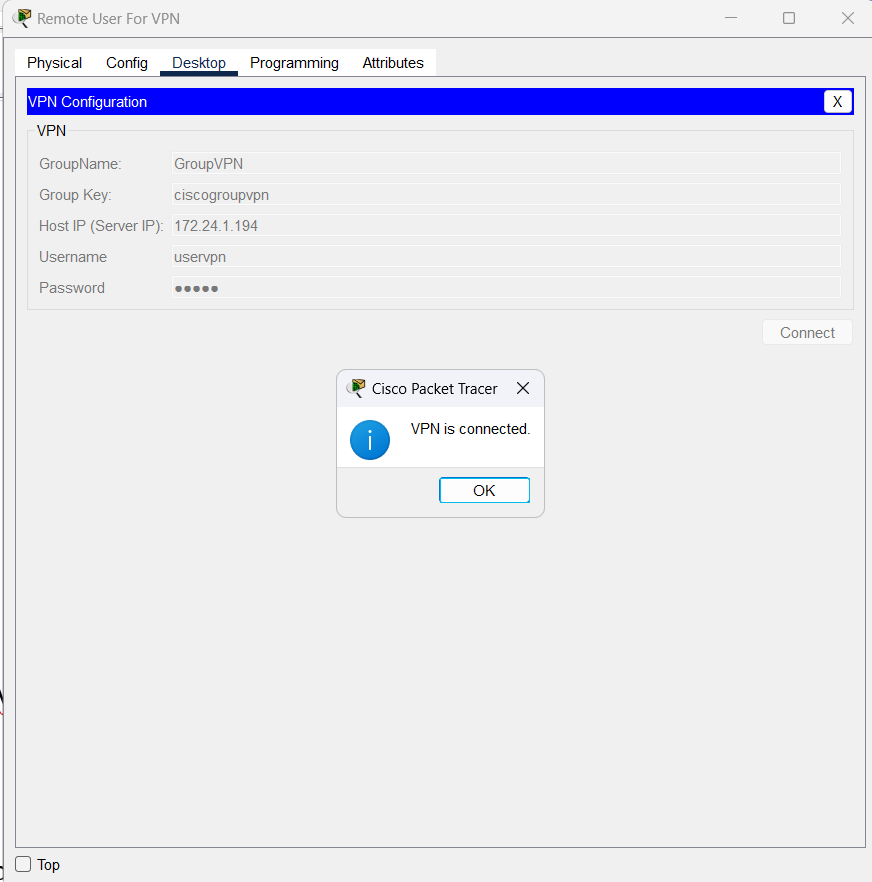 Remote User For VPN
Physical Config Desktop Programming Attributes
VPN Configuration X
VPN
GroupName: GroupVPN
Group Key: ciscogroupvpn
Host IP (Server IP): 172.24.1.194
Username uservpn
Password ●●●●●
Connect
Cisco Packet Tracer
i VPN is connected.
OK
Top